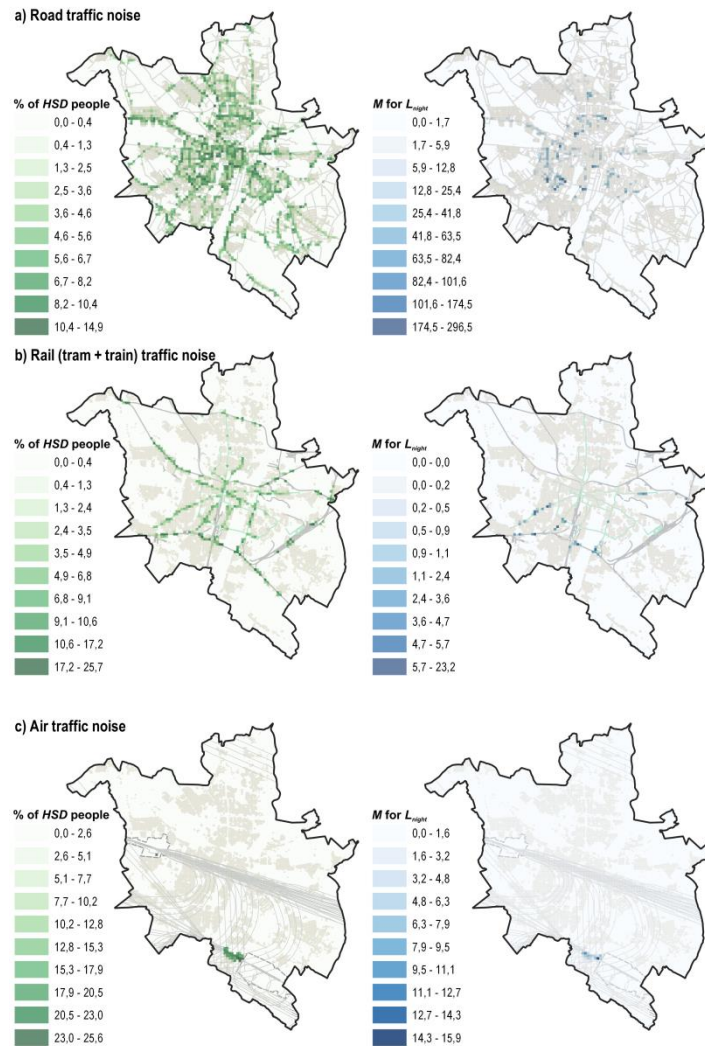 a) Road traffic noise
% of HSD people
0,0 - 0,4
0,4 - 1,3
1,3 - 2,5
2,5 - 3,6
3,6 - 4,6
4,6 - 5,6
5,6 - 6,7
6,7 - 8,2
8,2 - 10,4
10,4 - 14,9
M for Lnight
0,0 - 1,7
1,7 - 5,9
5,9 - 12,8
12,8 - 25,4
25,4 - 41,8
41,8 - 63,5
63,5 - 82,4
82,4 - 101,6
101,6 - 174,5
174,5 - 296,5
b) Rail (tram + train) traffic noise
% of HSD people
0,0 - 0,4
0,4 - 1,3
1,3 - 2,4
2,4 - 3,5
3,5 - 4,9
4,9 - 6,8
6,8 - 9,1
9,1 - 10,6
10,6 - 17,2
17,2 - 25,7
M for Lnight
0,0 - 0,0
0,0 - 0,2
0,2 - 0,5
0,5 - 0,9
0,9 - 1,1
1,1 - 2,4
2,4 - 3,6
3,6 - 4,7
4,7 - 5,7
5,7 - 23,2
c) Air traffic noise
% of HSD people
0,0 - 2,6
2,6 - 5,1
5,1 - 7,7
7,7 - 10,2
10,2 - 12,8
12,8 - 15,3
15,3 - 17,9
17,9 - 20,5
20,5 - 23,0
23,0 - 25,6
M for Lnight
0,0 - 1,6
1,6 - 3,2
3,2 - 4,8
4,8 - 6,3
6,3 - 7,9
7,9 - 9,5
9,5 - 11,1
11,1 - 12,7
12,7 - 14,3
14,3 - 15,9